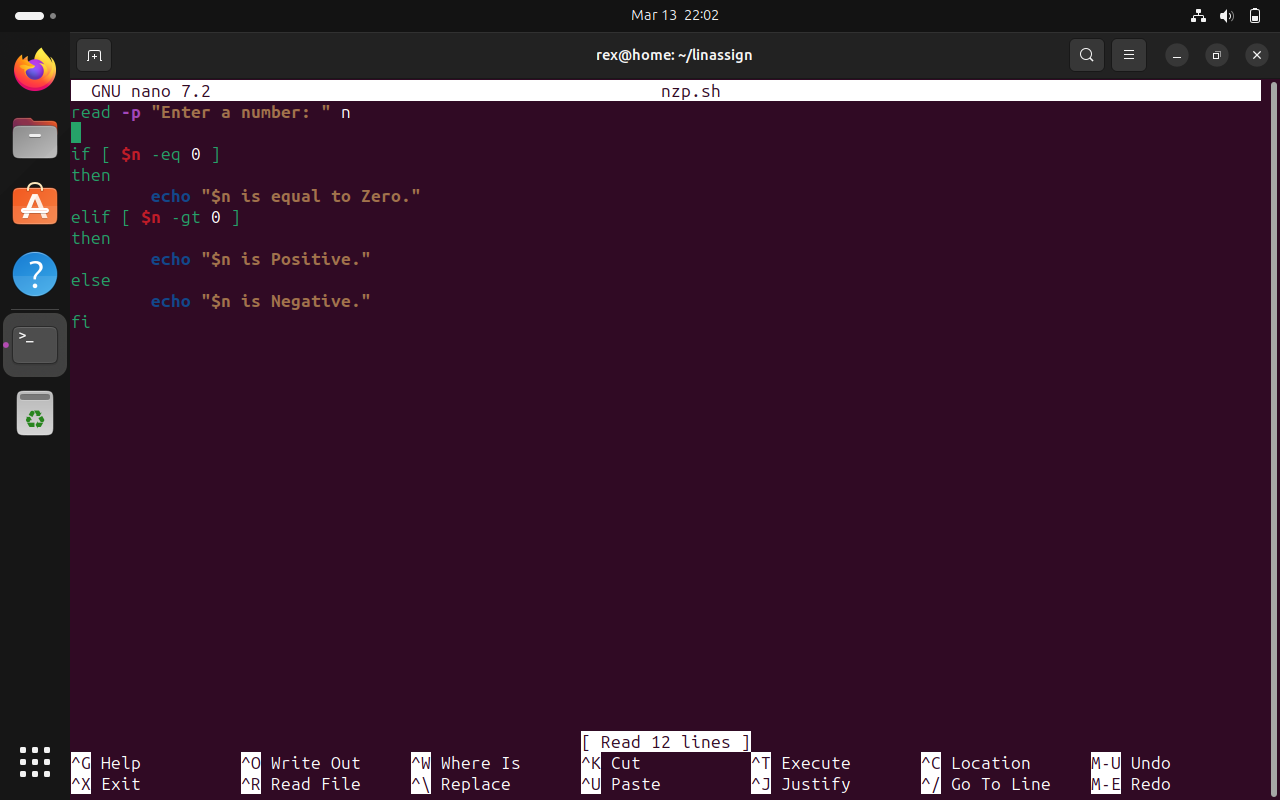 Mar 13 22:02
rex@home: ~/linassign
GNU nano 7.2 nzp.sh
read -p "Enter a number: " n
if [ $n -eq 0 ]
then
echo "$n is equal to Zero."
elif [ $n -gt 0 ]
then
echo "$n is Positive."
else
echo "$n is Negative."
fi
[ Read 12 lines ]
^G Help ^O Write Out ^W Where Is ^K Cut ^T Execute ^C Location M-U Undo
^X Exit ^R Read File ^\ Replace ^U Paste ^J Justify ^/ Go To Line M-E Redo